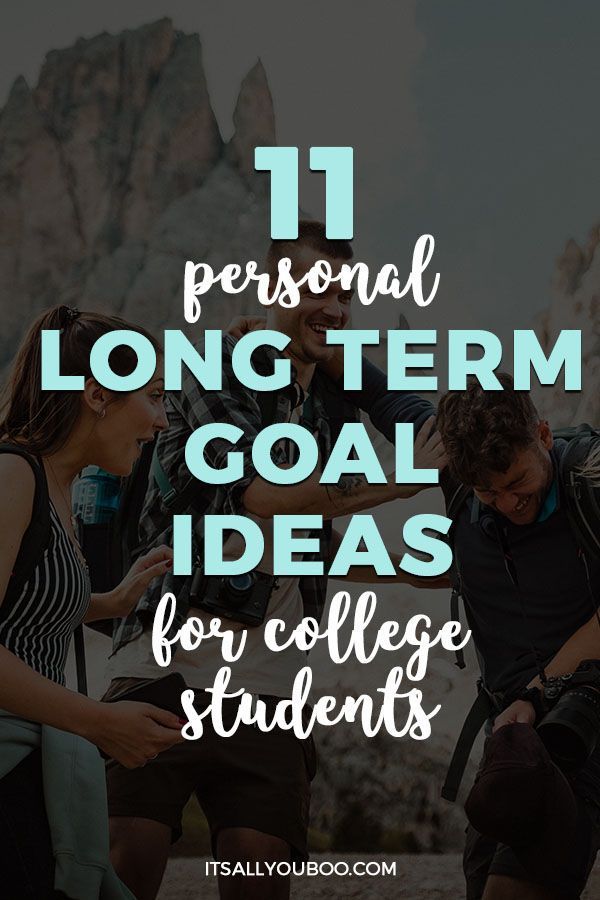 11
personal
LONG TERM
GOAL
IDEAS
for college
students
ITSALLYOUBOO.COM